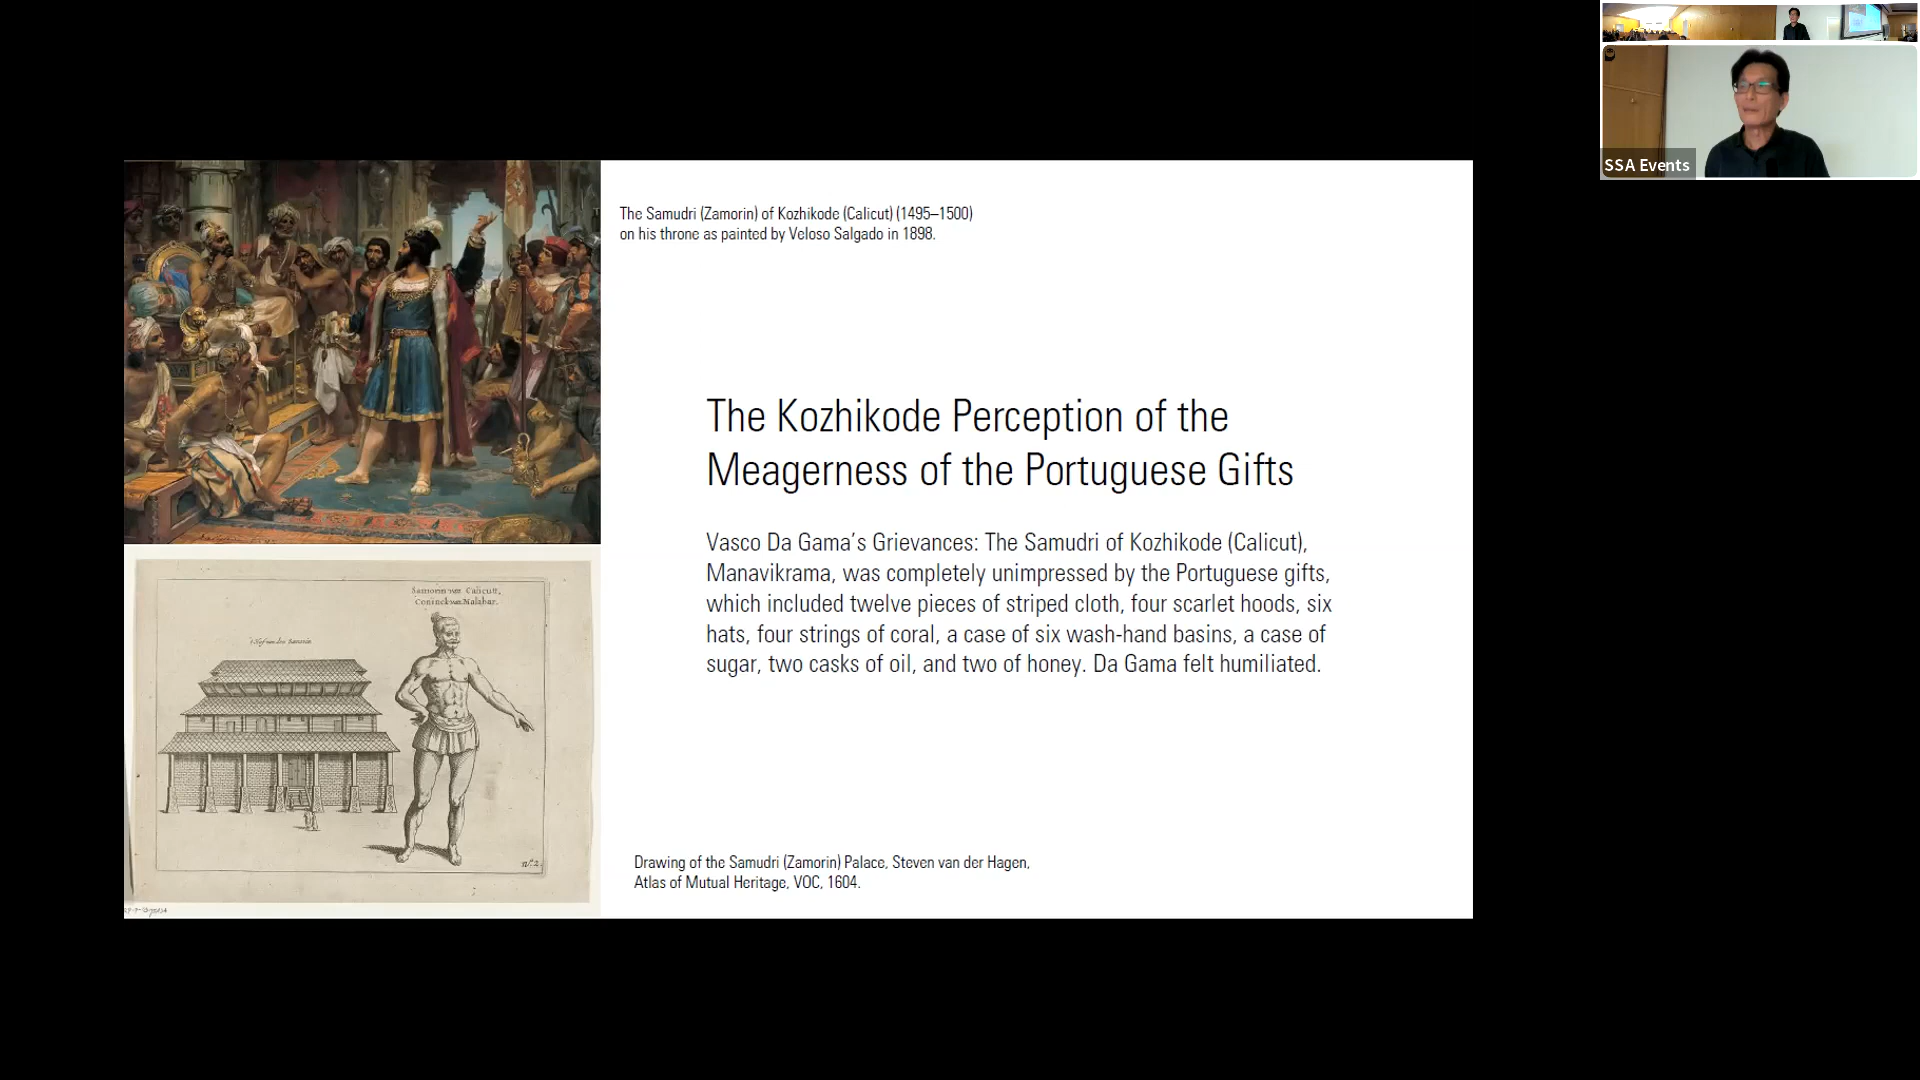 SSA Events
The Samudri (Zamorin) of Kozhikode (Calicut) (1495–1500)
on his throne as painted by Veloso Salgado in 1898.
The Kozhikode Perception of the
Meagerness of the Portuguese Gifts
Vasco Da Gama’s Grievances: The Samudri of Kozhikode (Calicut),
Manavikrama, was completely unimpressed by the Portuguese gifts,
which included twelve pieces of striped cloth, four scarlet hoods, six
hats, four strings of coral, a case of six wash-hand basins, a case of
sugar, two casks of oil, and two of honey. Da Gama felt humiliated.
Samorin van Calicutt,
Coninck van Malabar.
Drawing of the Samudri (Zamorin) Palace, Steven van der Hagen,
Atlas of Mutual Heritage, VOC, 1604.